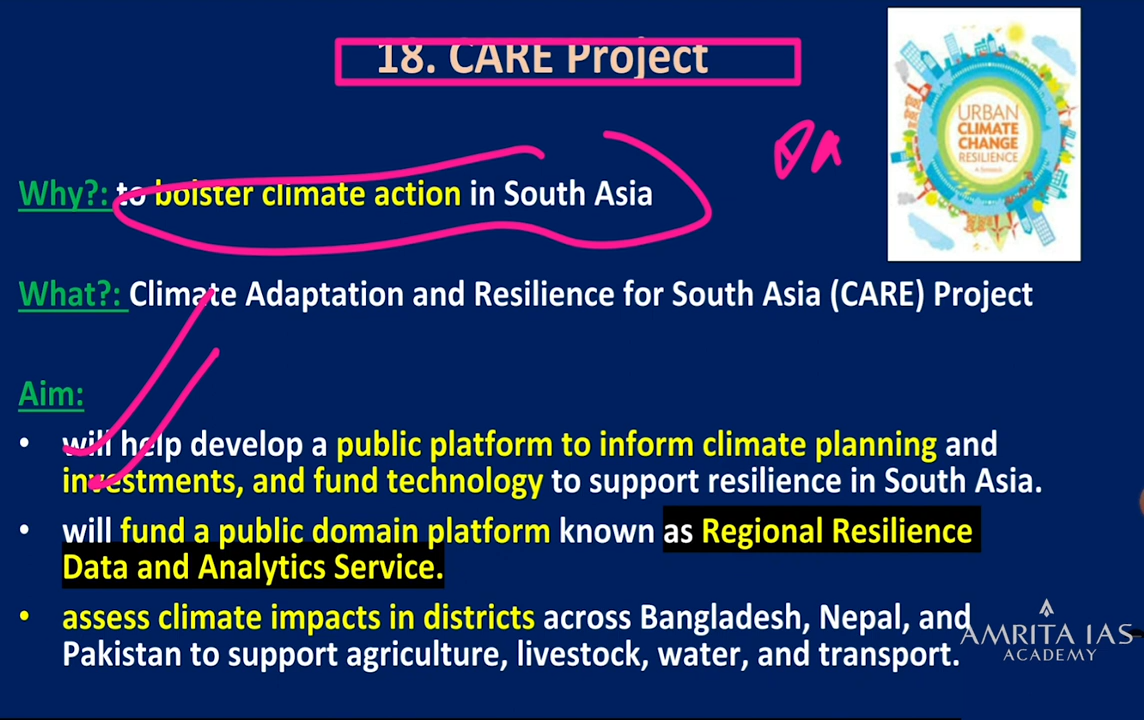 18. CARE Project
URBAN
CLIMATE
CHANGE
RESILIENCE
Why?: to bolster climate action in South Asia
What?: Climate Adaptation and Resilience for South Asia (CARE) Project
Aim:
• will help develop a public platform to inform climate planning and
investments, and fund technology to support resilience in South Asia.
• will fund a public domain platform known as Regional Resilience
Data and Analytics Service.
• assess climate impacts in districts across Bangladesh, Nepal, and
Pakistan to support agriculture, livestock, water, and transport.
AMRITA IAS
ACADEMY